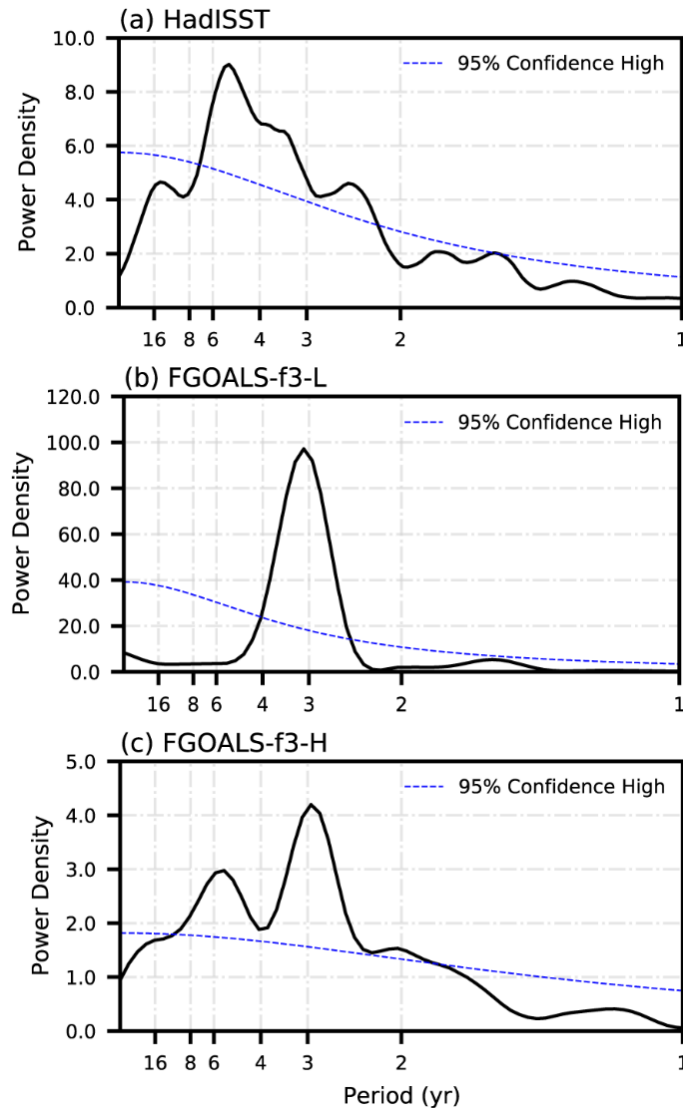 (a) HadISST
10.0
95% Confidence High
8.0
6.0
4.0
2.0
0.0
Power Density
16 8 6 4 3 2 1
(b) FGOALS-f3-L
120.0
95% Confidence High
100.0
80.0
60.0
40.0
20.0
0.0
Power Density
16 8 6 4 3 2 1
(c) FGOALS-f3-H
5.0
95% Confidence High
4.0
3.0
2.0
1.0
0.0
Power Density
16 8 6 4 3 2 1
Period (yr)